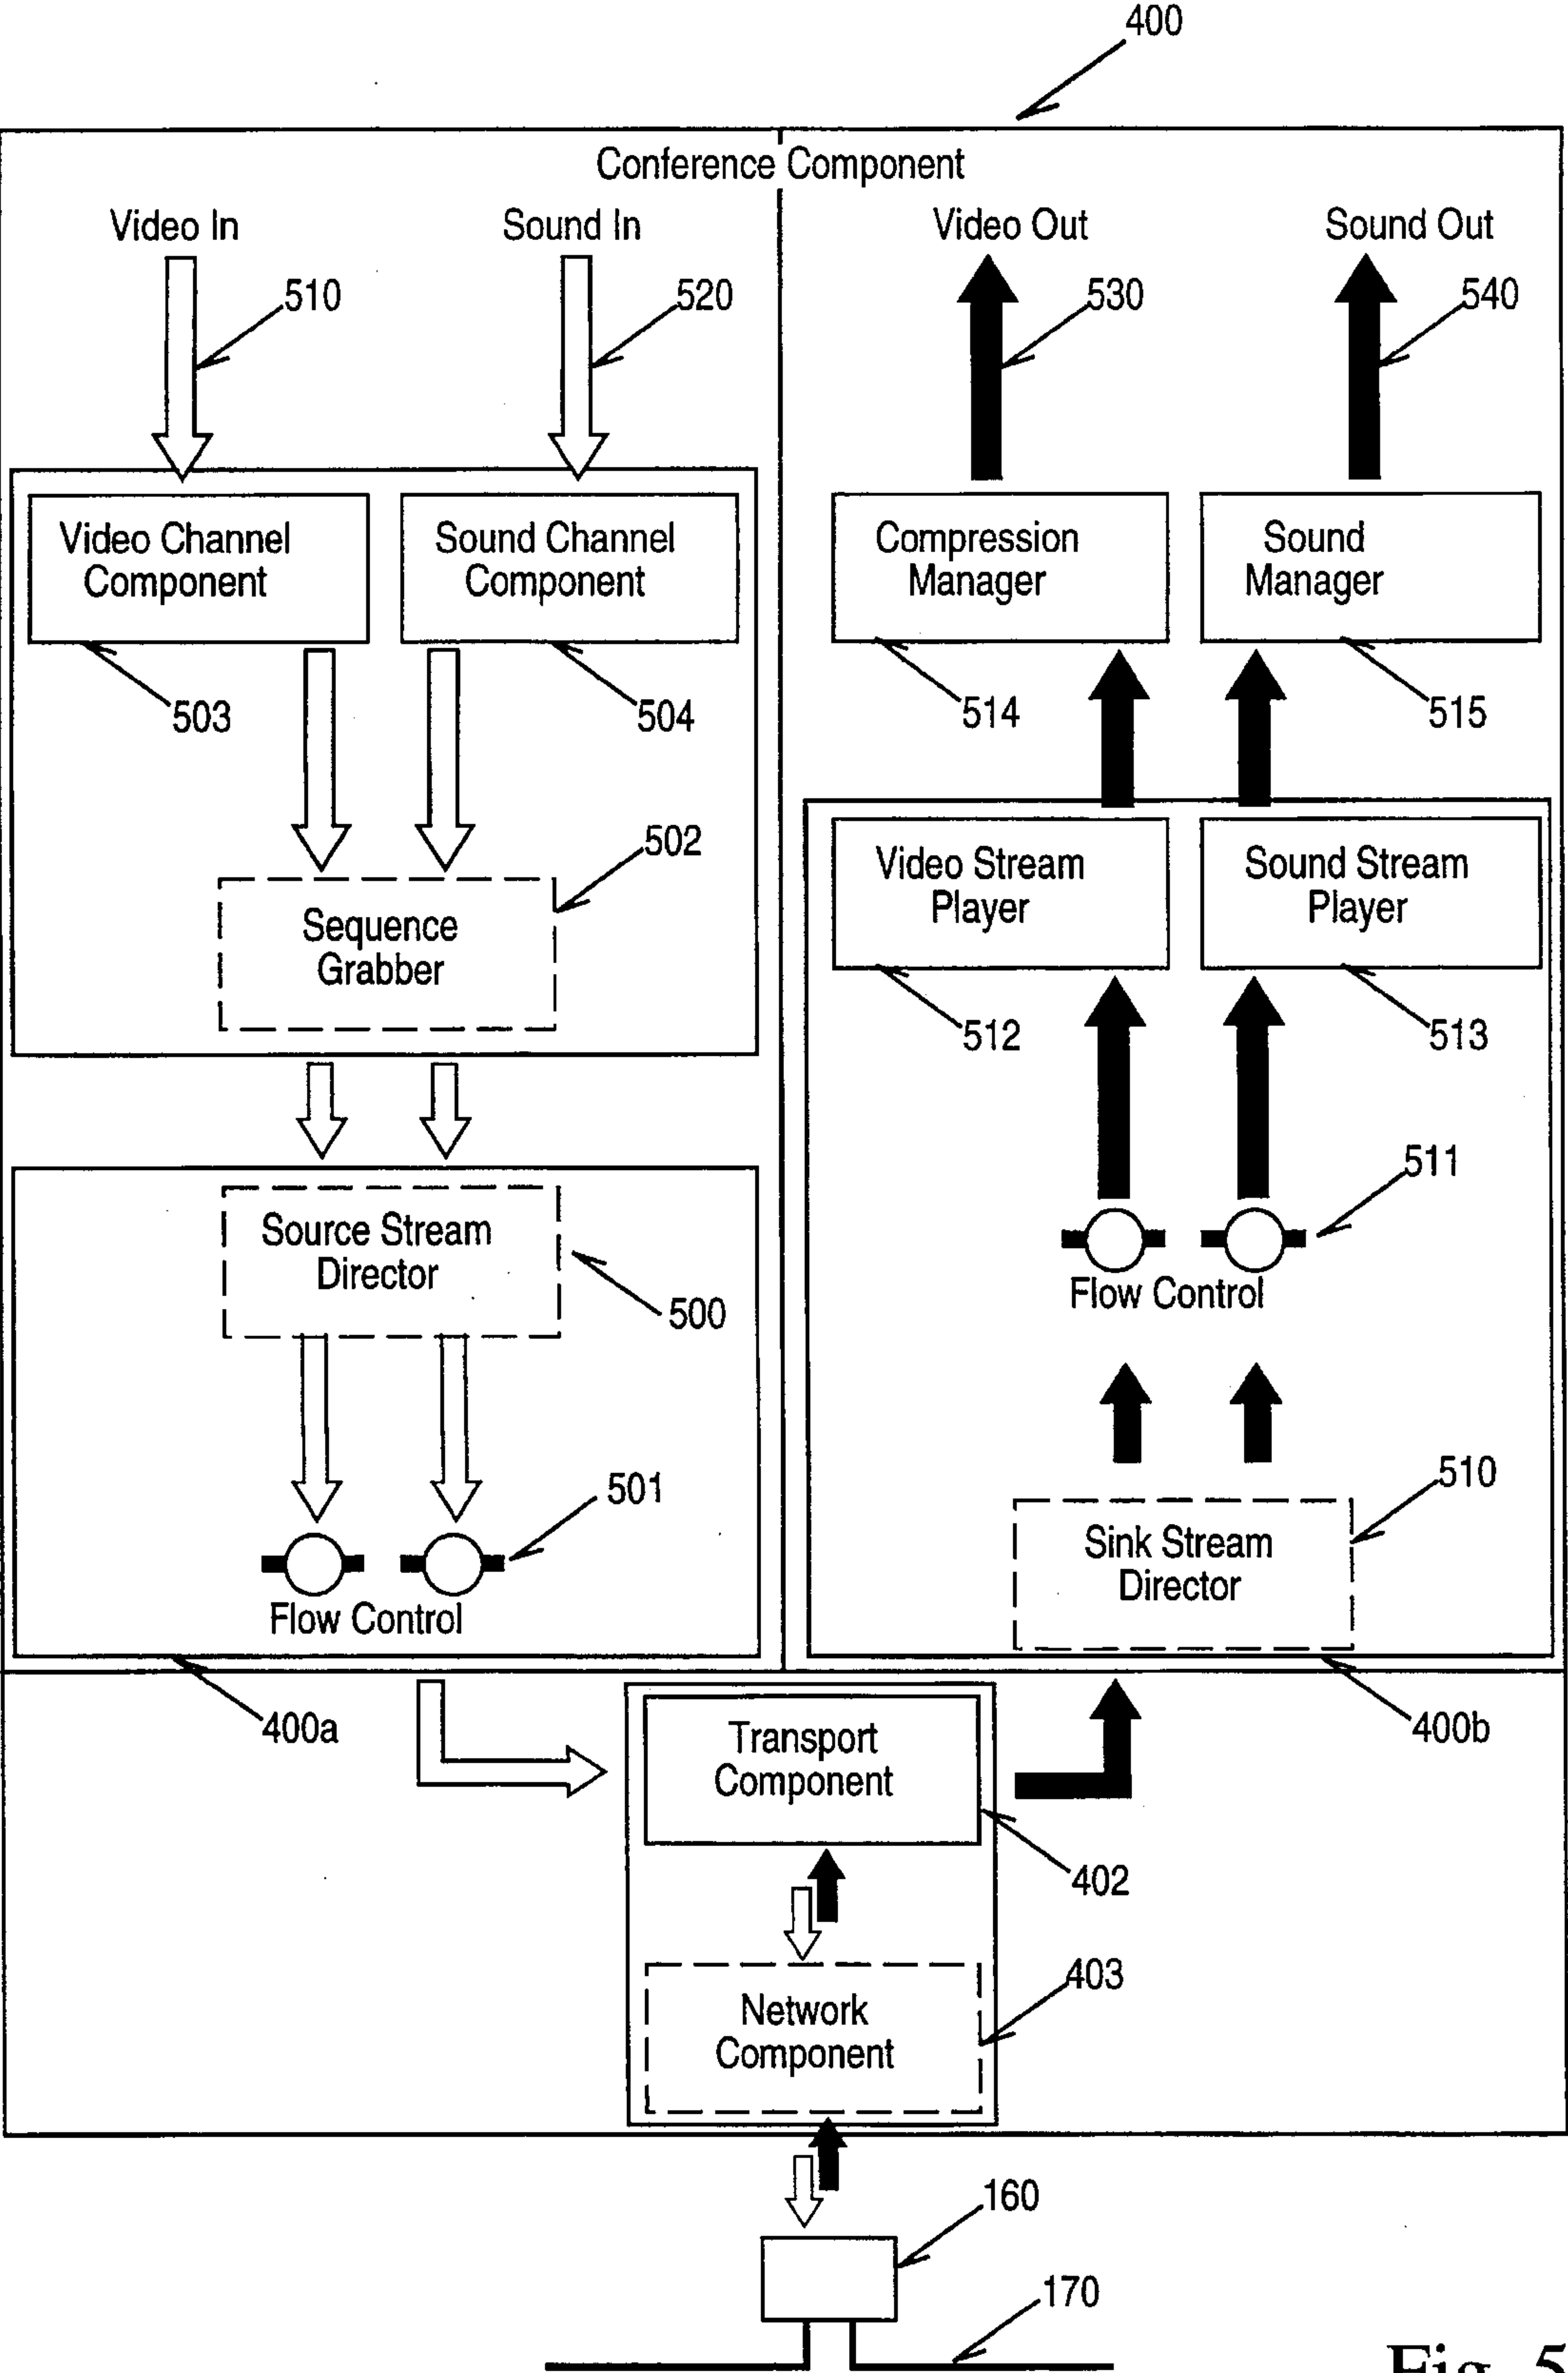 400
Conference Component
Video In
Sound In
Video Out
Sound Out
510
520
530
540
Video Channel
Component
Sound Channel
Component
Compression
Manager
Sound
Manager
503
504
514
515
502
Sequence
Grabber
Video Stream
Player
Sound Stream
Player
512
513
Source Stream
Director
500
511
Flow Control
501
Flow Control
510
Sink Stream
Director
400a
400b
Transport
Component
402
403
Network
Component
160
170
Fig. 5